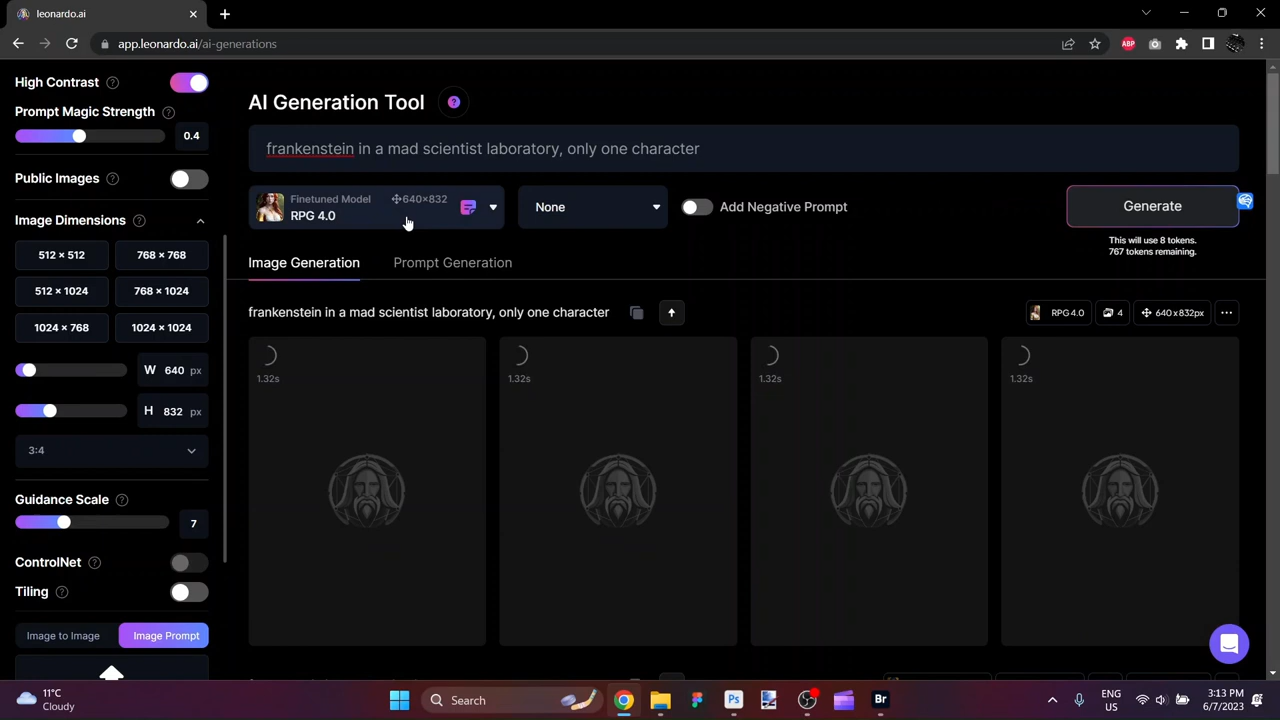 leonardo.ai
app.leonardo.ai/ai-generations
ABP
High Contrast
Prompt Magic Strength
0.4
Public Images
Image Dimensions
512 × 512
768 × 768
512 × 1024
768 × 1024
1024 × 768
1024 × 1024
W 640 px
H 832 px
3:4
Guidance Scale
7
ControlNet
Tiling
Image to Image
Image Prompt
AI Generation Tool
frankenstein in a mad scientist laboratory, only one character
Finetuned Model
640×832
RPG 4.0
None
Add Negative Prompt
Generate
This will use 8 tokens.
767 tokens remaining.
Image Generation
Prompt Generation
frankenstein in a mad scientist laboratory, only one character
RPG 4.0
4
640x832px
1.32s
1.32s
1.32s
1.32s
11°C
Cloudy
Search
Ps
Br
ENG
US
3:13 PM
6/7/2023